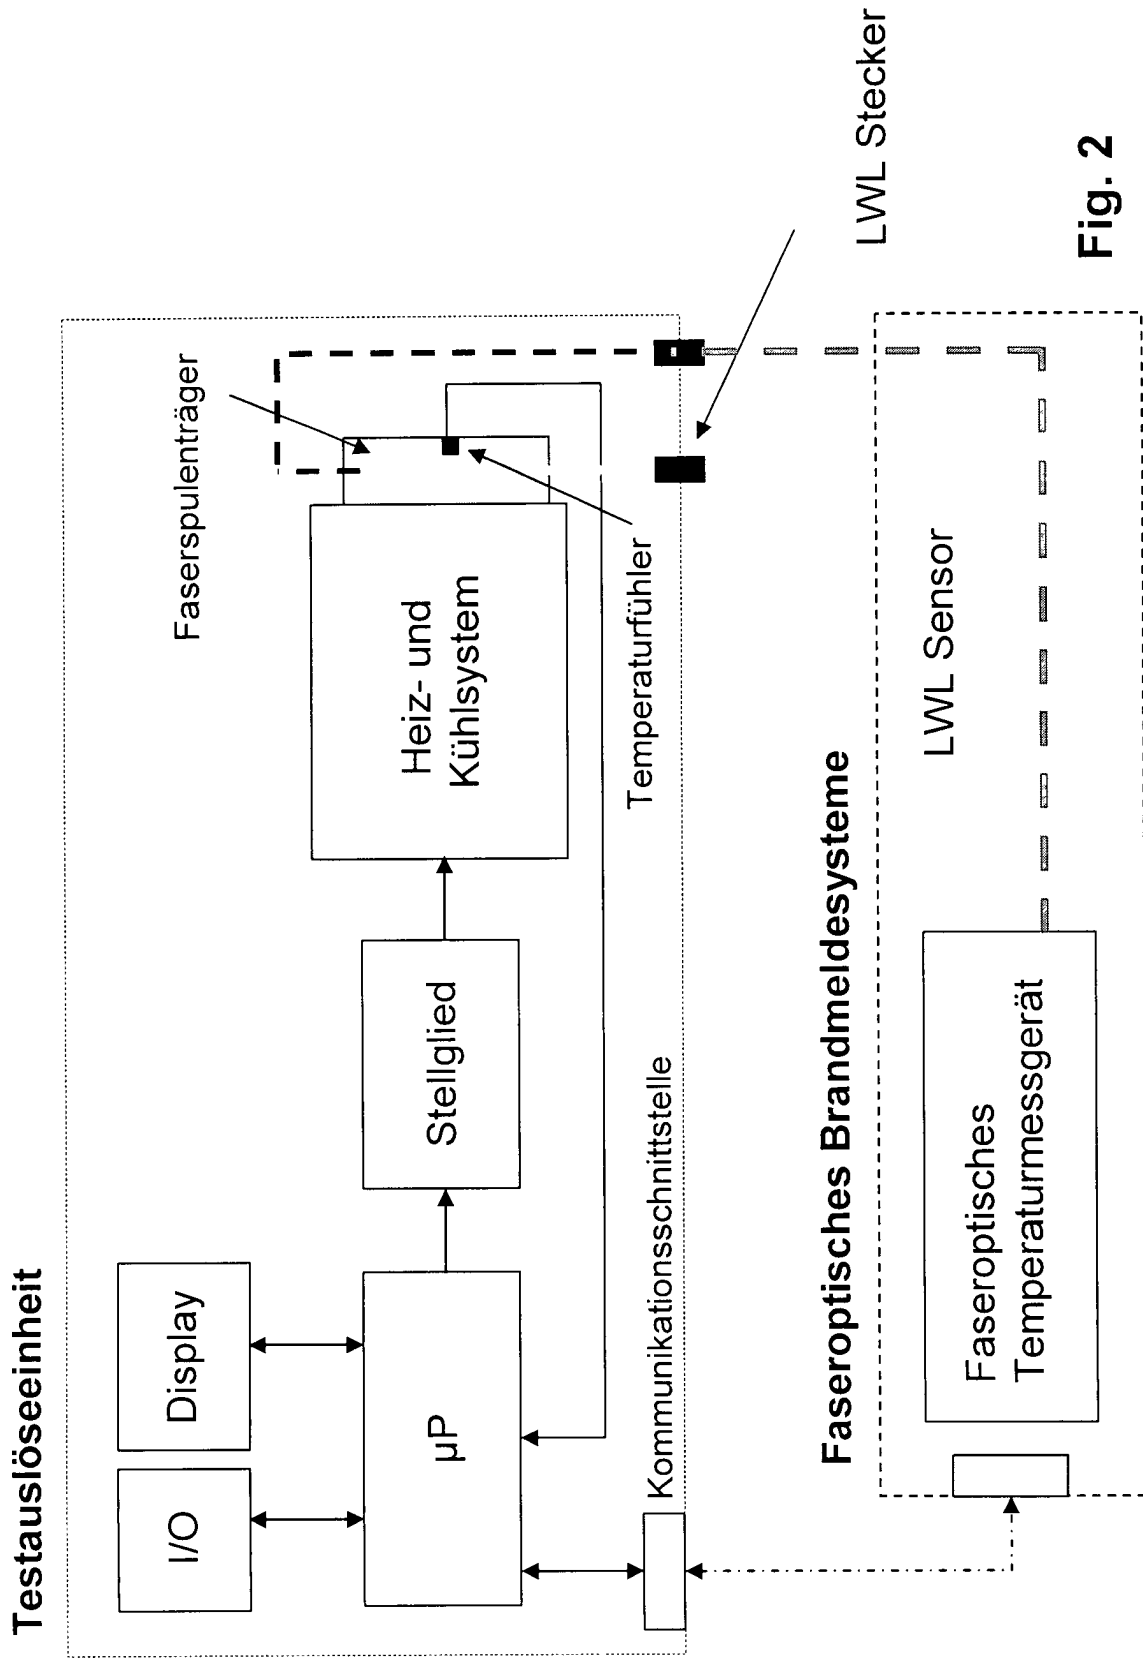 Testauslöseeinheit
I/O
Display
µP
Stellglied
Heiz- und
Kühlsystem
Faserspulenträger
Temperaturfühler
Kommunikationsschnittstelle
LWL Stecker
Faseroptisches Brandmeldesysteme
Faseroptisches
Temperaturmessgerät
LWL Sensor
Fig. 2